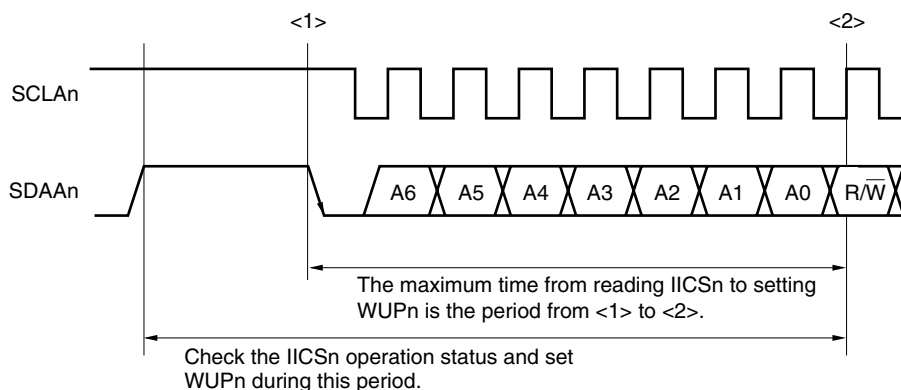 <1> <2>
SCLAn
SDAAn A6 A5 A4 A3 A2 A1 A0 R/W̅
The maximum time from reading IICSn to setting
WUPn is the period from <1> to <2>.
Check the IICSn operation status and set
WUPn during this period.